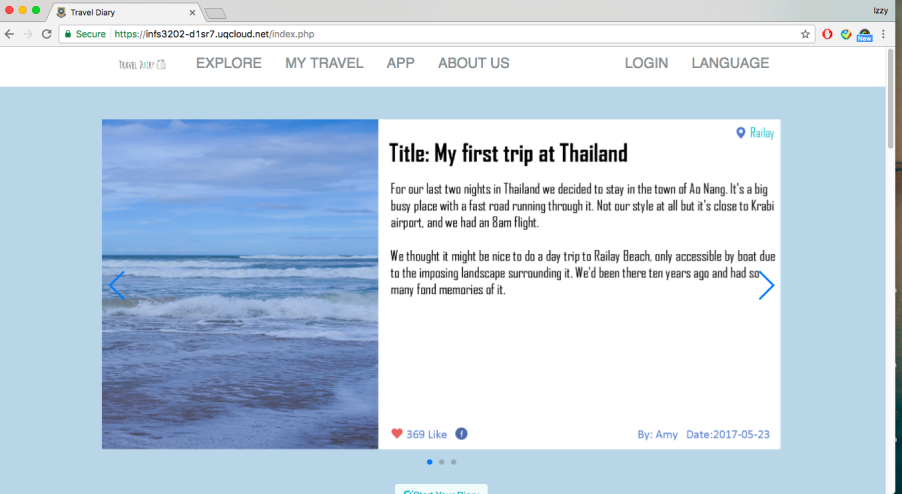 Travel Diary
Izzy
Secure https://infs3202-d1sr7.uqcloud.net/index.php
New
TRAVEL DIARY EXPLORE MY TRAVEL APP ABOUT US LOGIN LANGUAGE
Railay
Title: My first trip at Thailand
For our last two nights in Thailand we decided to stay in the town of Ao Nang. It's a big
busy place with a fast road running through it. Not our style at all but it's close to Krabi
airport, and we had an 8am flight.
We thought it might be nice to do a day trip to Railay Beach, only accessible by boat due
to the imposing landscape surrounding it. We'd been there ten years ago and had so
many fond memories of it.
369 Like f By: Amy Date:2017-05-23
Start Your Diary